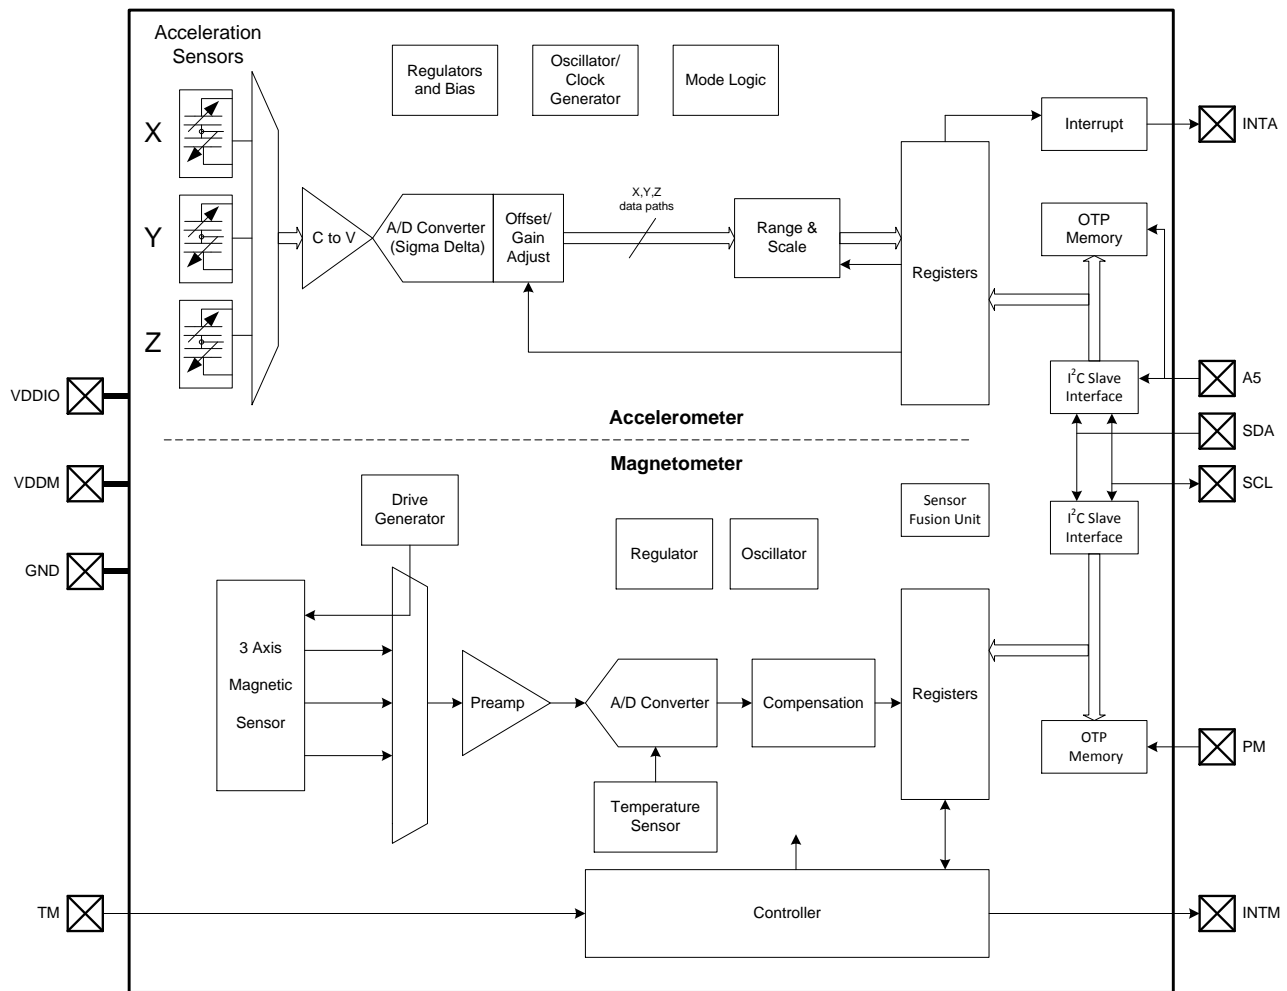 Acceleration
Sensors
X
Y
Z
Regulators
and Bias
Oscillator/
Clock
Generator
Mode Logic
Interrupt
INTA
C to V
A/D Converter
(Sigma Delta)
Offset/
Gain
Adjust
X,Y,Z
data paths
Range &
Scale
Registers
OTP
Memory
I²C Slave
Interface
A5
SDA
SCL
VDDIO
VDDM
GND
Accelerometer
Magnetometer
Drive
Generator
Regulator
Oscillator
Sensor
Fusion Unit
I²C Slave
Interface
3 Axis
Magnetic
Sensor
Preamp
A/D Converter
Compensation
Registers
OTP
Memory
PM
Temperature
Sensor
TM
Controller
INTM